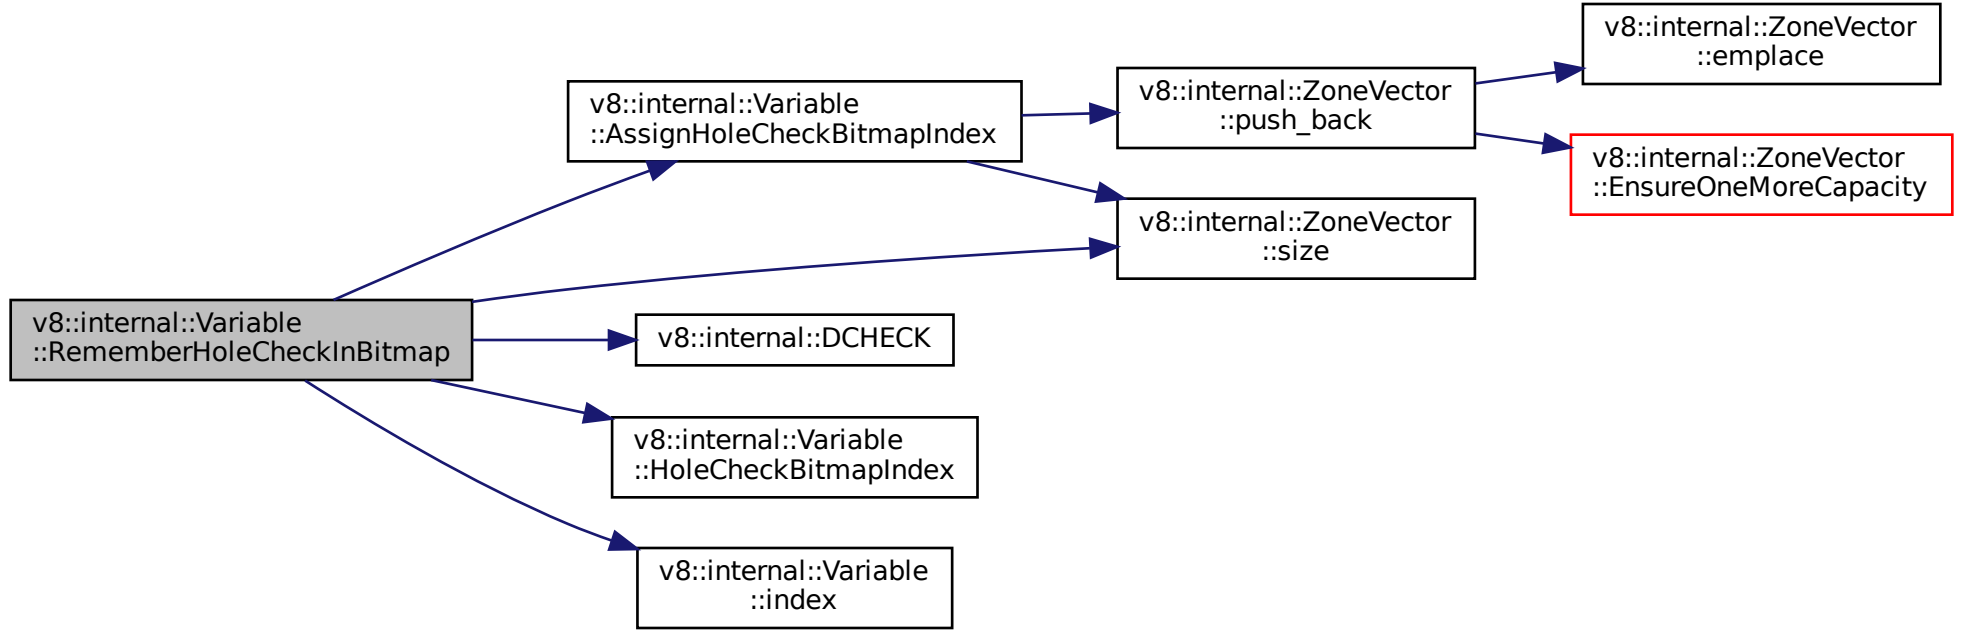 v8::internal::ZoneVector
::emplace
v8::internal::Variable
::AssignHoleCheckBitmapIndex
v8::internal::ZoneVector
::push_back
v8::internal::ZoneVector
::EnsureOneMoreCapacity
v8::internal::ZoneVector
::size
v8::internal::Variable
::RememberHoleCheckInBitmap
v8::internal::DCHECK
v8::internal::Variable
::HoleCheckBitmapIndex
v8::internal::Variable
::index